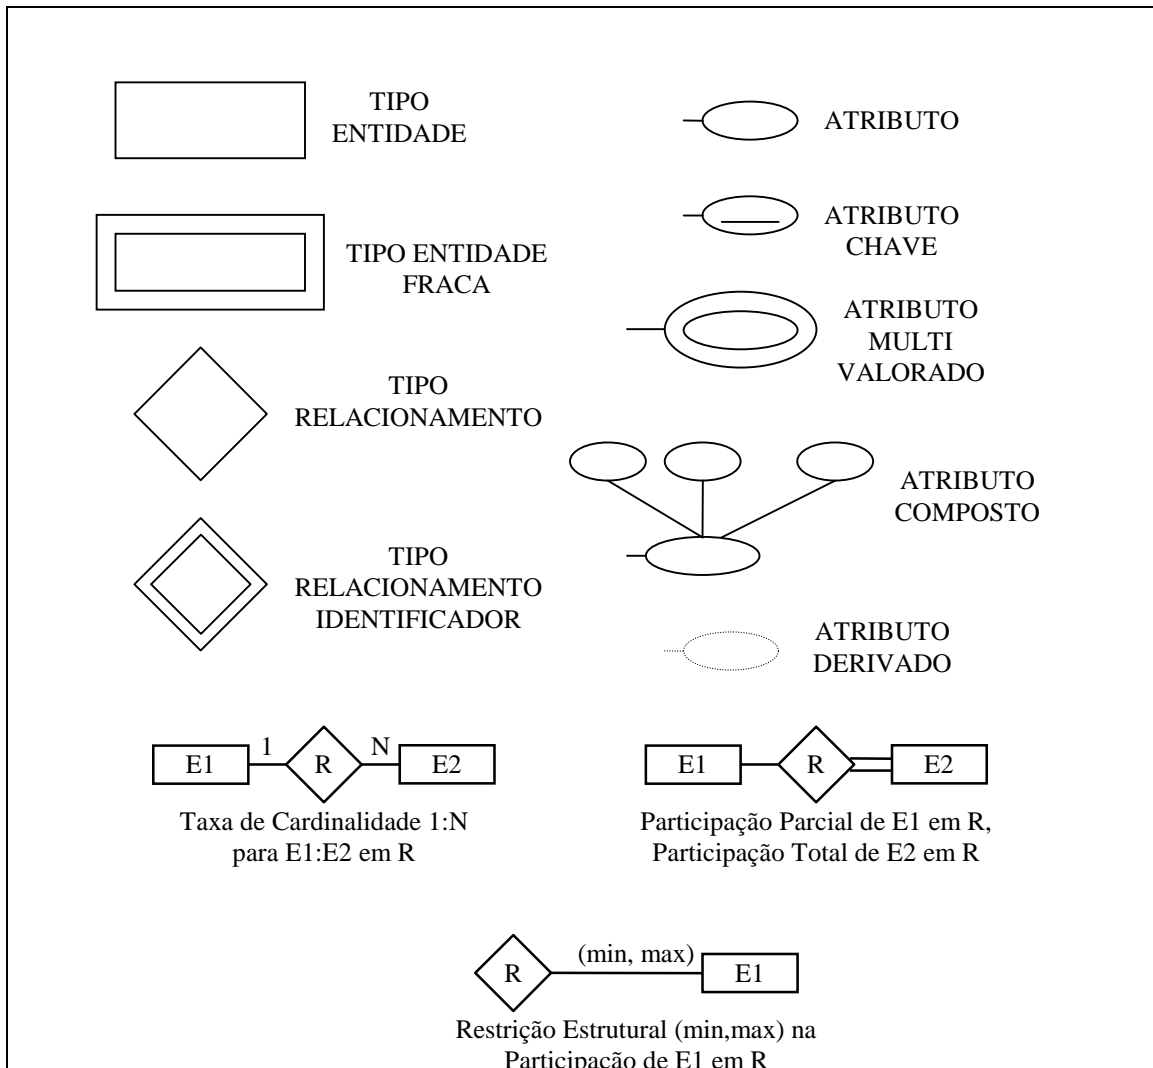 TIPO
ENTIDADE
TIPO ENTIDADE
FRACA
TIPO
RELACIONAMENTO
TIPO
RELACIONAMENTO
IDENTIFICADOR
ATRIBUTO
ATRIBUTO
CHAVE
ATRIBUTO
MULTI
VALORADO
ATRIBUTO
COMPOSTO
ATRIBUTO
DERIVADO
E1 1 R N E2
Taxa de Cardinalidade 1:N
para E1:E2 em R
E1 R E2
Participação Parcial de E1 em R,
Participação Total de E2 em R
R (min, max) E1
Restrição Estrutural (min,max) na
Participação de E1 em R